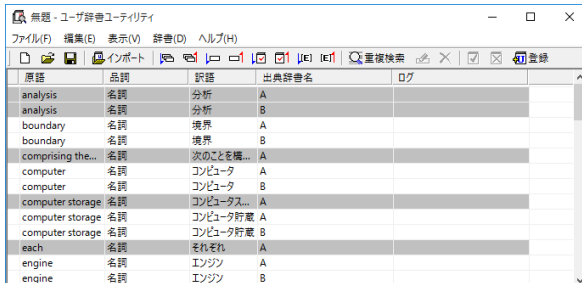 無題 - ユーザ辞書ユーティリティ
ファイル(F) 編集(E) 表示(V) 辞書(D) ヘルプ(H)
インポート 重複検索 登録
原語 品詞 訳語 出典辞書名 ログ
analysis 名詞 分析 A
analysis 名詞 分析 B
boundary 名詞 境界 A
boundary 名詞 境界 B
comprising the... 名詞 次のことを構... A
computer 名詞 コンピュータ A
computer 名詞 コンピュータ B
computer storage 名詞 コンピュータス... A
computer storage 名詞 コンピュータ貯蔵 A
computer storage 名詞 コンピュータ貯蔵 B
each 名詞 それぞれ A
engine 名詞 エンジン A
engine 名詞 エンジン B